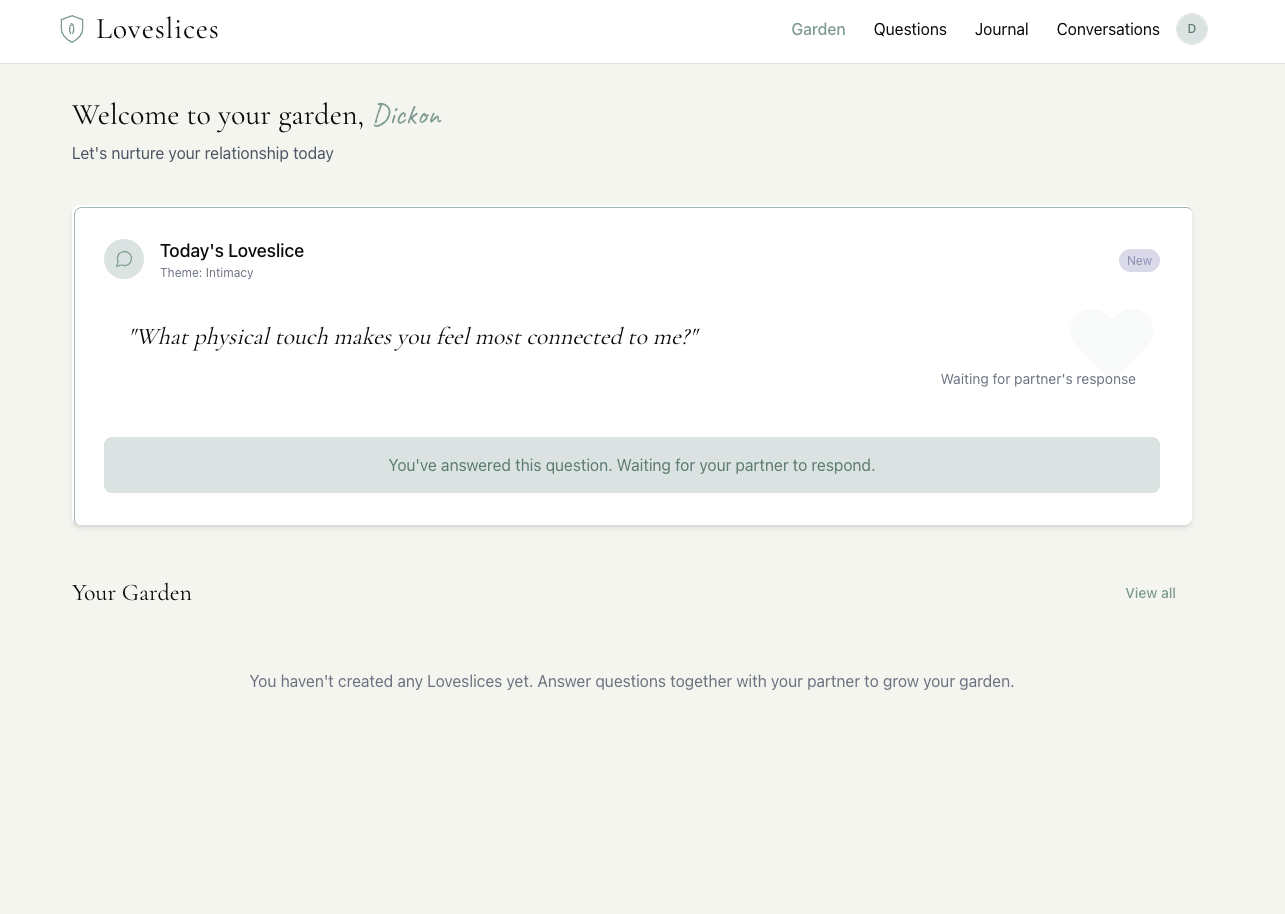 Loveslices
Garden Questions Journal Conversations D
Welcome to your garden, Dickon
Let's nurture your relationship today
Today's Loveslice
Theme: Intimacy
New
"What physical touch makes you feel most connected to me?"
Waiting for partner's response
You've answered this question. Waiting for your partner to respond.
Your Garden
View all
You haven't created any Loveslices yet. Answer questions together with your partner to grow your garden.